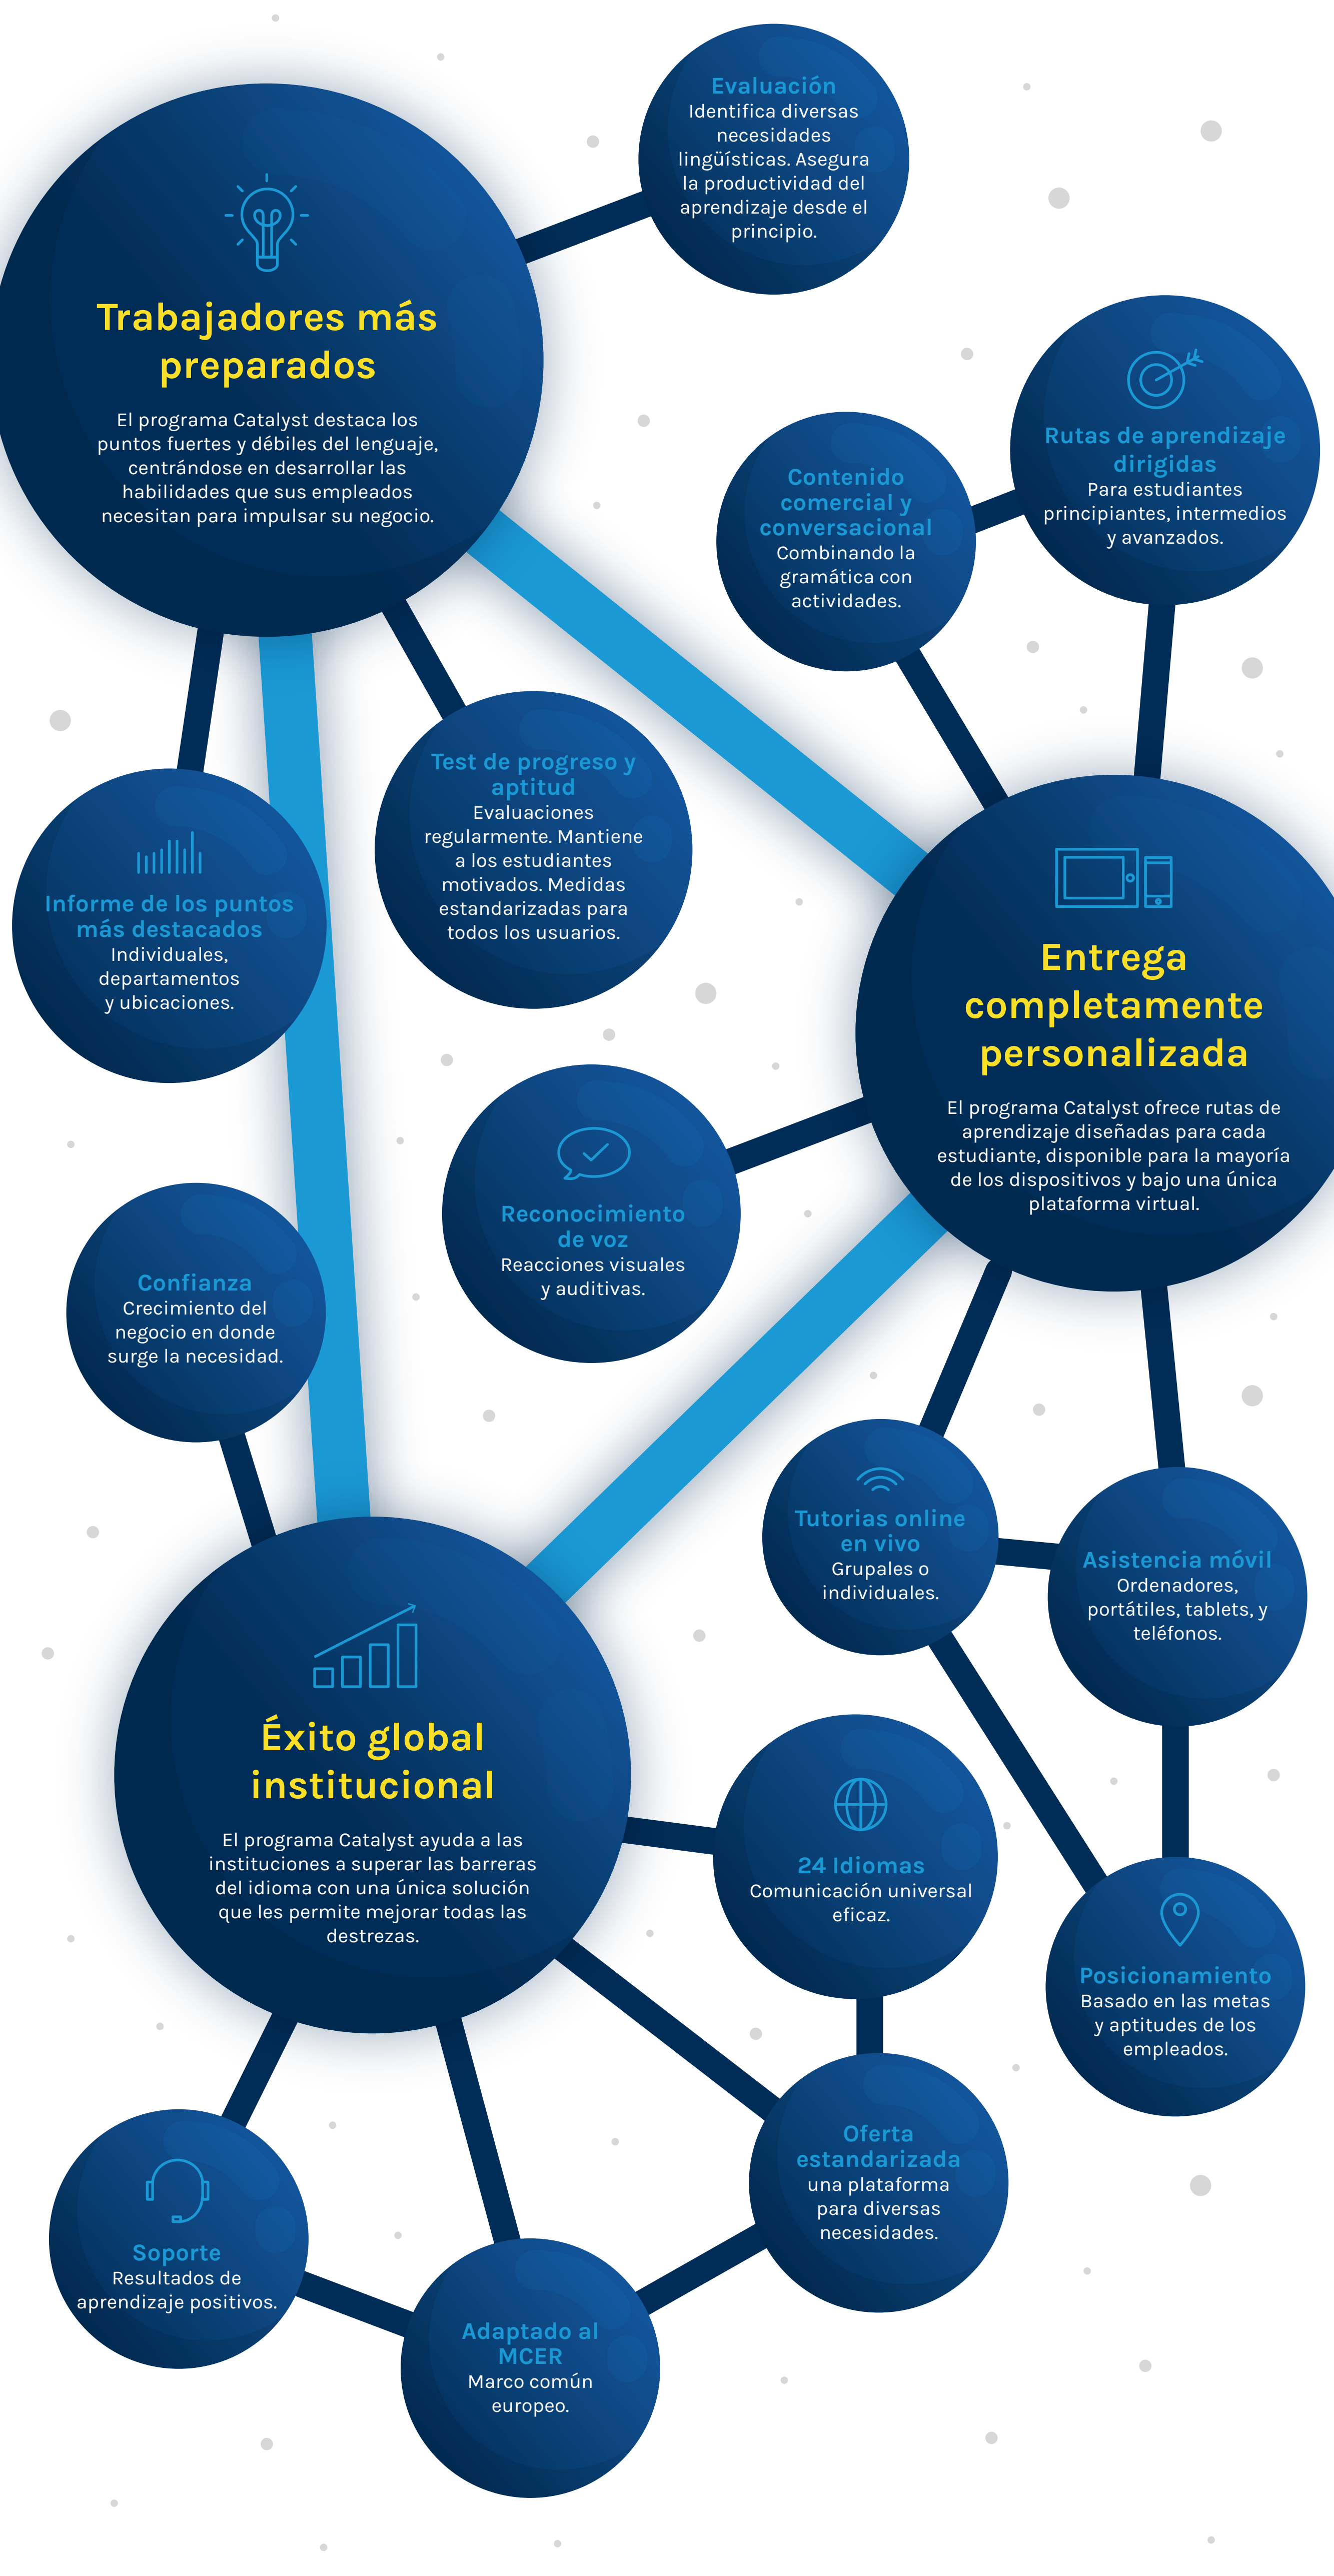 Evaluación
Identifica diversas
necesidades
lingüísticas. Asegura
la productividad del
aprendizaje desde el
principio.
Trabajadores más
preparados
El programa Catalyst destaca los
puntos fuertes y débiles del lenguaje,
centrándose en desarrollar las
habilidades que sus empleados
necesitan para impulsar su negocio.
Rutas de aprendizaje
dirigidas
Para estudiantes
principiantes, intermedios
y avanzados.
Contenido
comercial y
conversacional
Combinando la
gramática con
actividades.
Test de progreso y
aptitud
Evaluaciones
regularmente. Mantiene
a los estudiantes
motivados. Medidas
estandarizadas para
todos los usuarios.
Informe de los puntos
más destacados
Individuales,
departamentos
y ubicaciones.
Entrega
completamente
personalizada
El programa Catalyst ofrece rutas de
aprendizaje diseñadas para cada
estudiante, disponible para la mayoría
de los dispositivos y bajo una única
plataforma virtual.
Reconocimiento
de voz
Reacciones visuales
y auditivas.
Confianza
Crecimiento del
negocio en donde
surge la necesidad.
Tutorias online
en vivo
Grupales o
individuales.
Asistencia móvil
Ordenadores,
portátiles, tablets, y
teléfonos.
Éxito global
institucional
El programa Catalyst ayuda a las
instituciones a superar las barreras
del idioma con una única solución
que les permite mejorar todas las
destrezas.
24 Idiomas
Comunicación universal
eficaz.
Posicionamiento
Basado en las metas
y aptitudes de los
empleados.
Oferta
estandarizada
una plataforma
para diversas
necesidades.
Soporte
Resultados de
aprendizaje positivos.
Adaptado al
MCER
Marco común
europeo.